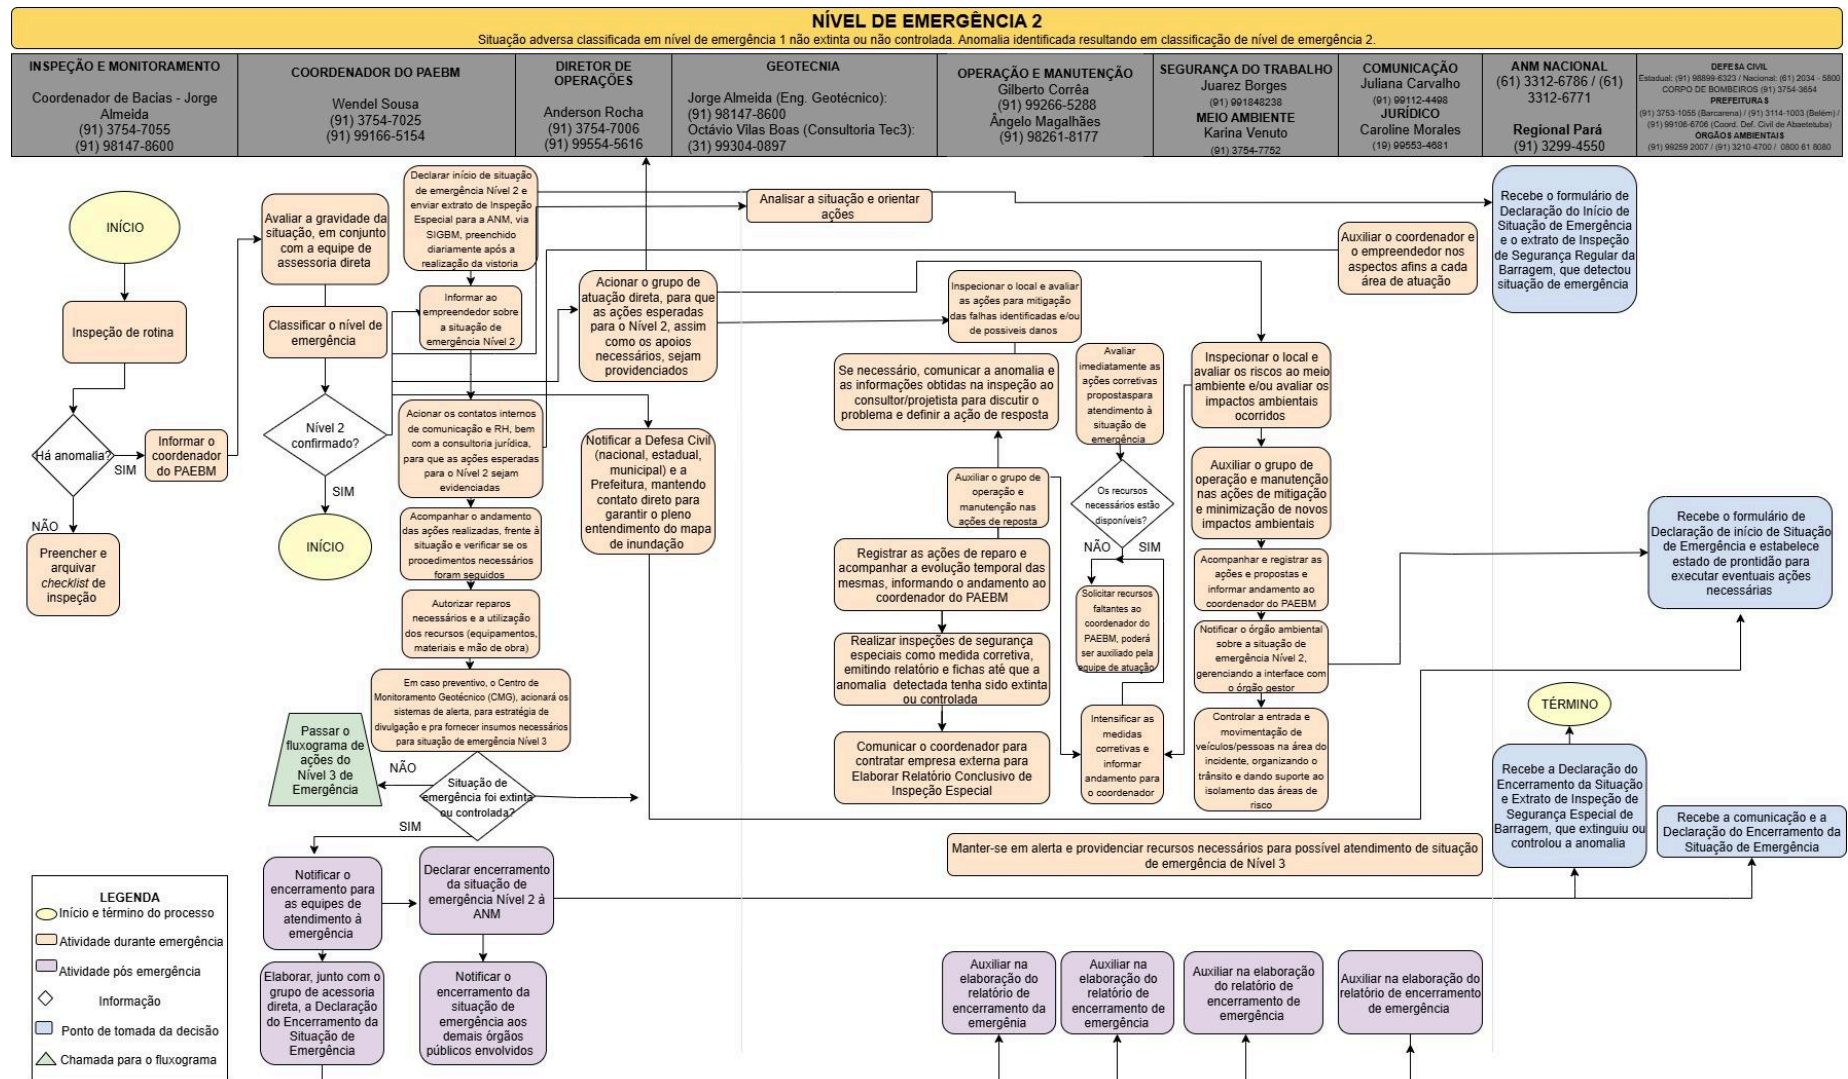 NÍVEL DE EMERGÊNCIA 2
Situação adversa classificada em nível de emergência 1 não extinta ou não controlada. Anomalia identificada resultando em classificação de nível de emergência 2.
INSPEÇÃO E MONITORAMENTO
Coordenador de Bacias - Jorge
Almeida
(91) 3754-7055
(91) 98147-8600
COORDENADOR DO PAEBM
Wendel Sousa
(91) 3754-7025
(91) 99166-5154
DIRETOR DE
OPERAÇÕES
Anderson Rocha
(91) 3754-7006
(91) 99554-5616
GEOTECNIA
Jorge Almeida (Eng. Geotécnico):
(91) 98147-8600
Octávio Vilas Boas (Consultoria Tec3):
(31) 99304-0897
OPERAÇÃO E MANUTENÇÃO
Gilberto Corrêa
(91) 99266-5288
Ângelo Magalhães
(91) 98261-8177
SEGURANÇA DO TRABALHO
Juarez Borges
(91) 991848238
MEIO AMBIENTE
Karina Venuto
(91) 3754-7752
COMUNICAÇÃO
Juliana Carvalho
(91) 99112-4498
JURÍDICO
Caroline Morales
(19) 99553-4681
ANM NACIONAL
(61) 3312-6786 / (61)
3312-6771
Regional Pará
(91) 3299-4550
DEFESA CIVIL
Estadual: (91) 98899-6323 / Nacional: (61) 2034 - 5800
CORPO DE BOMBEIROS (91) 3754-3654
PREFEITURAS
(91) 3753-1055 (Barcarena) / (91) 3114-1003 (Belém) /
(91) 99108-6706 (Coord. Def. Civil de Abaetetuba)
ÓRGÃOS AMBIENTAIS
(91) 99259 2007 / (91) 3210-4700 / 0800 61 8080
INÍCIO
Inspeção de rotina
Há anomalia?
SIM
NÃO
Informar o
coordenador
do PAEBM
Preencher e
arquivar
checklist de
inspeção
Avaliar a gravidade da
situação, em conjunto
com a equipe de
assessoria direta
Classificar o nível de
emergência
Nível 2
confirmado?
SIM
INÍCIO
Declarar início de situação
de emergência Nível 2 e
enviar extrato de Inspeção
Especial para a ANM, via
SIGBM, preenchido
diariamente após a
realização da vistoria
Informar ao
empreendedor sobre
a situação de
emergência Nível 2
Acionar os contatos internos
de comunicação e RH, bem
com a consultoria jurídica,
para que as ações esperadas
para o Nível 2 sejam
evidenciadas
Acompanhar o andamento
das ações realizadas, frente à
situação e verificar se os
procedimentos necessários
foram seguidos
Autorizar reparos
necessários e a utilização
dos recursos (equipamentos,
materiais e mão de obra)
Em caso preventivo, o Centro de
Monitoramento Geotécnico (CMG), acionará os
sistemas de alerta, para estratégia de
divulgação e pra fornecer insumos necessários
para situação de emergência Nível 3
Passar o
fluxograma de
ações do
Nível 3 de
Emergência
NÃO
Situação de
emergência foi extinta
ou controlada?
SIM
Notificar o
encerramento para
as equipes de
atendimento à
emergência
Declarar encerramento
da situação de
emergência Nível 2 à
ANM
Elaborar, junto com o
grupo de acessoria
direta, a Declaração
do Encerramento da
Situação de
Emergência
Notificar o
encerramento da
situação de
emergência aos
demais órgãos
públicos envolvidos
Acionar o grupo de
atuação direta, para que
as ações esperadas
para o Nível 2, assim
como os apoios
necessários, sejam
providenciados
Notificar a Defesa Civil
(nacional, estadual,
municipal) e a
Prefeitura, mantendo
contato direto para
garantir o pleno
entendimento do mapa
de inundação
Analisar a situação e orientar
ações
Inspecionar o local e avaliar
as ações para mitigação
das falhas identificadas e/ou
de possiveis danos
Se necessário, comunicar a anomalia e
as informações obtidas na inspeção ao
consultor/projetista para discutir o
problema e definir a ação de resposta
Auxiliar o grupo de
operação e
manutenção nas
ações de reposta
Registrar as ações de reparo e
acompanhar a evolução temporal das
mesmas, informando o andamento ao
coordenador do PAEBM
Realizar inspeções de segurança
especiais como medida corretiva,
emitindo relatório e fichas até que a
anomalia detectada tenha sido extinta
ou controlada
Comunicar o coordenador para
contratar empresa externa para
Elaborar Relatório Conclusivo de
Inspeção Especial
Avaliar
imediatamente as
ações corretivas
propostaspara
atendimento à
situação de
emergência
Os recursos
necessários estão
disponíveis?
NÃO
SIM
Solicitar recursos
faltantes ao
coordenador do
PAEBM, poderá
ser auxiliado pela
equipe de atuação
Intensificar as
medidas
corretivas e
informar
andamento para
o coordenador
Inspecionar o local e
avaliar os riscos ao meio
ambiente e/ou avaliar os
impactos ambientais
ocorridos
Auxiliar o grupo de
operação e manutenção
nas ações de mitigação
e minimização de novos
impactos ambientais
Acompanhar e registrar as
ações e propostas e
informar andamento ao
coordenador do PAEBM
Notificar o órgão ambiental
sobre a situação de
emergência Nível 2,
gerenciando a interface com
o órgão gestor
Controlar a entrada e
movimentação de
veículos/pessoas na área do
incidente, organizando o
trânsito e dando suporte ao
isolamento das áreas de
risco
Auxiliar o coordenador e
o empreendedor nos
aspectos afins a cada
área de atuação
Recebe o formulário de
Declaração do Início de
Situação de Emergência
e o extrato de Inspeção
de Segurança Regular da
Barragem, que detectou
situação de emergência
Recebe o formulário de
Declaração de início de Situação
de Emergência e estabelece
estado de prontidão para
executar eventuais ações
necessárias
TÉRMINO
Recebe a Declaração do
Encerramento da Situação
e Extrato de Inspeção de
Segurança Especial de
Barragem, que extinguiu ou
controlou a anomalia
Recebe a comunicação e a
Declaração do Encerramento da
Situação de Emergência
Manter-se em alerta e providenciar recursos necessários para possível atendimento de situação
de emergência de Nível 3
Auxiliar na
elaboração do
relatório de
encerramento da
emergênia
Auxiliar na
elaboração do
relatório de
encerramento de
emergência
Auxiliar na elaboração
do relatório de
encerramento de
emergência
Auxiliar na elaboração do
relatório de encerramento
de emergência
LEGENDA
Início e término do processo
Atividade durante emergência
Atividade pós emergência
Informação
Ponto de tomada da decisão
Chamada para o fluxograma